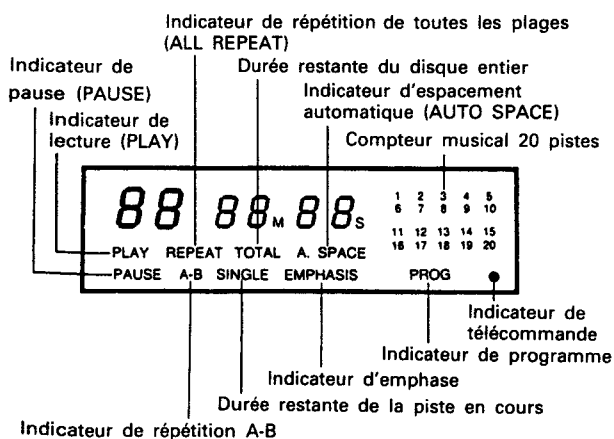 Indicateur de répétition de toutes les plages
(ALL REPEAT)
Indicateur de
pause (PAUSE)
Durée restante du disque entier
Indicateur d'espacement
automatique (AUTO SPACE)
Indicateur de
lecture (PLAY)
Compteur musical 20 pistes
88 88M 88S
1 2 3 4 5
6 7 8 9 10
11 12 13 14 15
16 17 18 19 20
PLAY REPEAT TOTAL A. SPACE
PAUSE A-B SINGLE EMPHASIS PROG
Indicateur de
télécommande
Indicateur de programme
Indicateur d'emphase
Durée restante de la piste en cours
Indicateur de répétition A-B